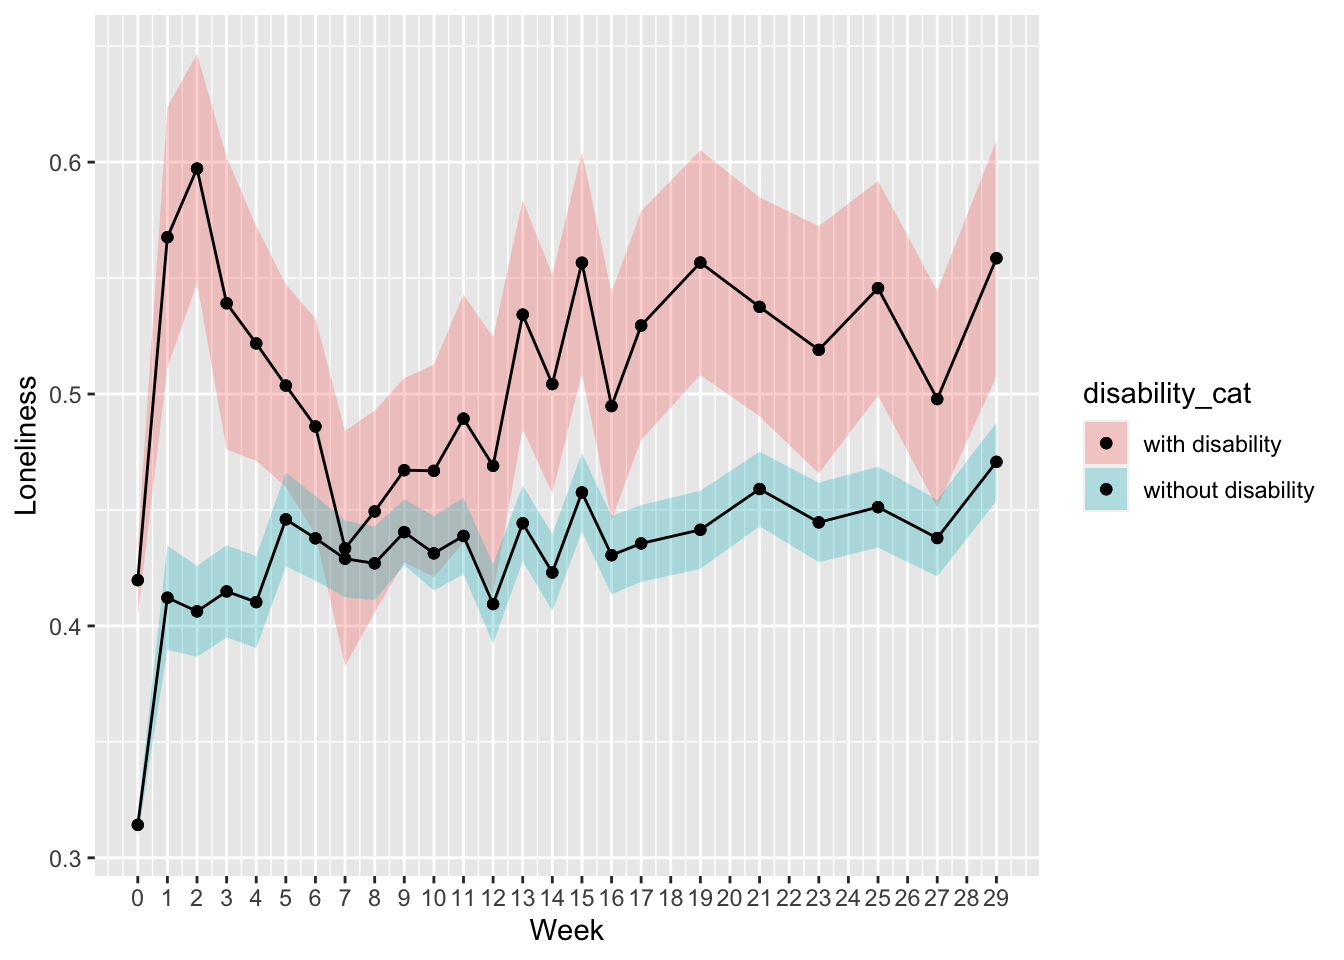 0.6
0.5
0.4
0.3
Loneliness
0 1 2 3 4 5 6 7 8 9 10 11 12 13 14 15 16 17 18 19 20 21 22 23 24 25 26 27 28 29
Week
disability_cat
with disability
without disability